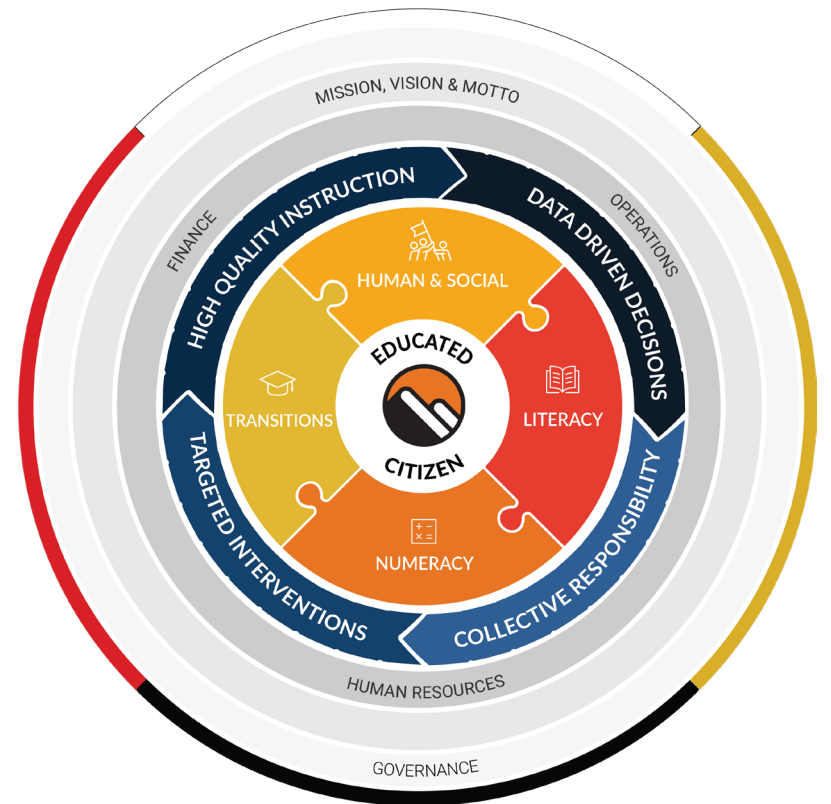 MISSION, VISION & MOTTO
FINANCE
OPERATIONS
HIGH QUALITY INSTRUCTION
DATA DRIVEN DECISIONS
HUMAN & SOCIAL
EDUCATED
CITIZEN
TRANSITIONS
LITERACY
NUMERACY
TARGETED INTERVENTIONS
COLLECTIVE RESPONSIBILITY
HUMAN RESOURCES
GOVERNANCE